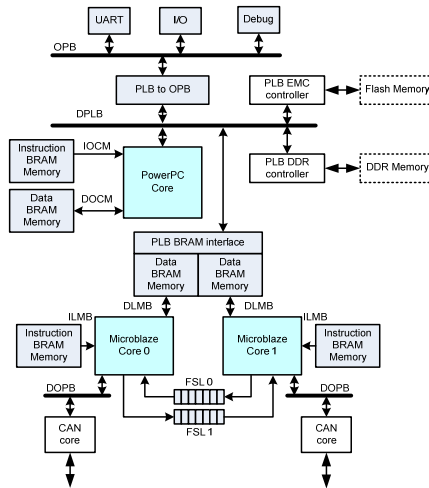 UART
I/O
Debug
OPB
PLB to OPB
PLB EMC
controller
Flash Memory
DPLB
Instruction
BRAM
Memory
IOCM
PowerPC
Core
PLB DDR
controller
DDR Memory
Data
BRAM
Memory
DOCM
PLB BRAM interface
Data
BRAM
Memory
Data
BRAM
Memory
DLMB
DLMB
ILMB
ILMB
Instruction
BRAM
Memory
Microblaze
Core 0
Microblaze
Core 1
Instruction
BRAM
Memory
FSL 0
DOPB
DOPB
FSL 1
CAN
core
CAN
core